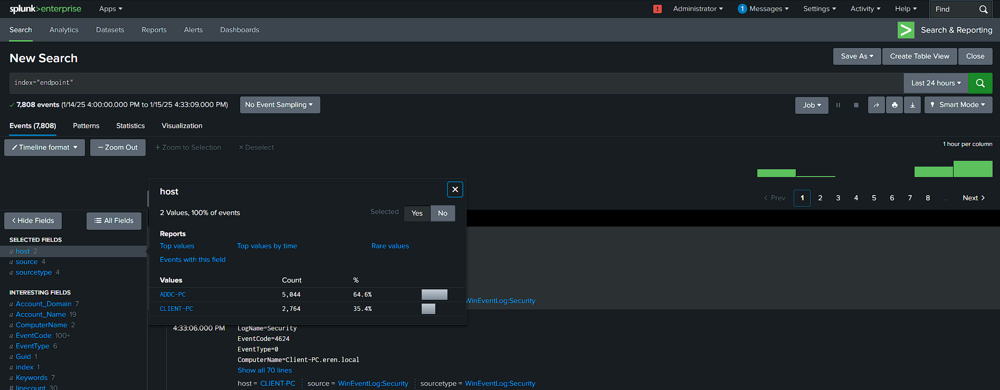 splunk>enterprise Apps Administrator 1 Messages Settings Activity Help Find
Search Analytics Datasets Reports Alerts Dashboards Search & Reporting
New Search Save As Create Table View Close
index="endpoint" Last 24 hours
7,808 events (1/14/25 4:00:00.000 PM to 1/15/25 4:33:09.000 PM) No Event Sampling Job Smart Mode
Events (7,808) Patterns Statistics Visualization
Timeline format — Zoom Out + Zoom to Selection × Deselect 1 hour per column
host
< Prev 1 2 3 4 5 6 7 8 ... Next >
2 Values, 100% of events Selected Yes No
< Hide Fields All Fields
Reports
Top values Top values by time Rare values
Events with this field
Values Count %
ADDC-PC 5,044 64.6%
CLIENT-PC 2,764 35.4%
SELECTED FIELDS
a host 2
a source 4
a sourcetype 4
INTERESTING FIELDS
a Account_Domain 7
a Account_Name 19
a ComputerName 2
a EventCode 100+
a EventType 6
a Guid 1
a index 1
a Keywords 7
# linecount 30
WinEventLog:Security
4:33:06.000 PM LogName=Security
EventCode=4624
EventType=0
ComputerName=Client-PC.eren.local
Show all 70 lines
host = CLIENT-PC source = WinEventLog:Security sourcetype = WinEventLog:Security